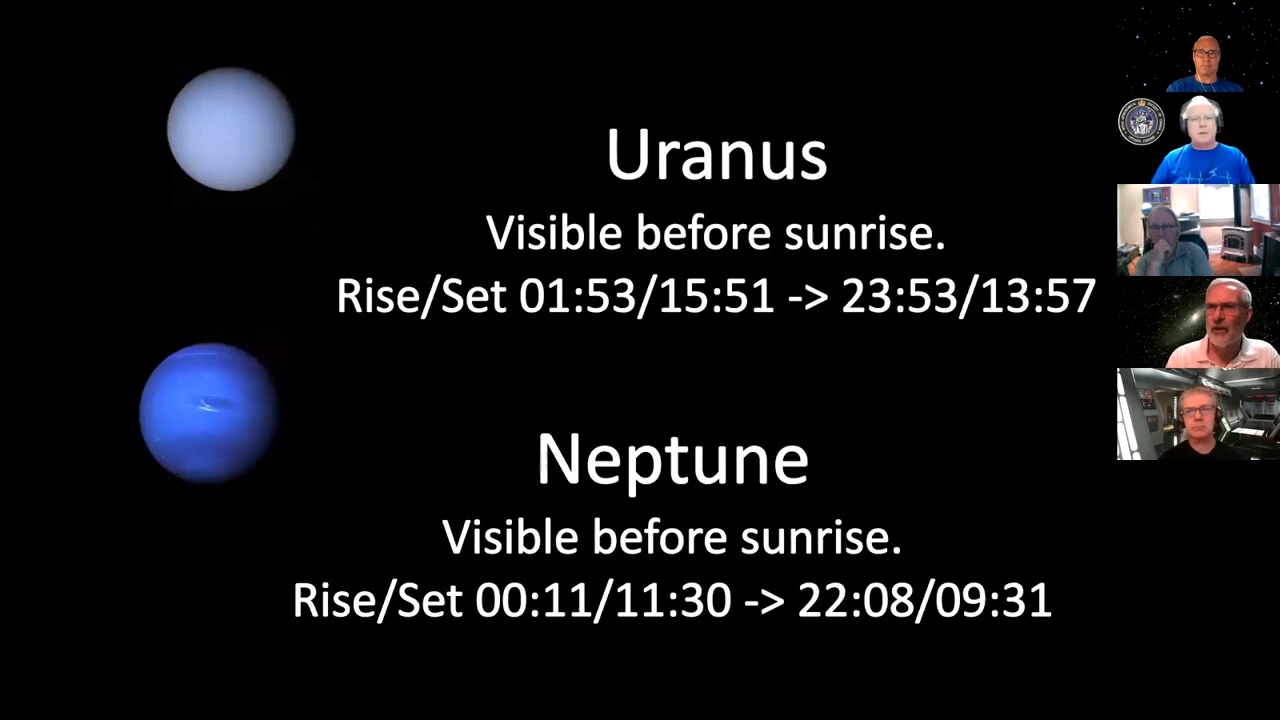 Uranus
Visible before sunrise.
Rise/Set 01:53/15:51 -> 23:53/13:57
Neptune
Visible before sunrise.
Rise/Set 00:11/11:30 -> 22:08/09:31